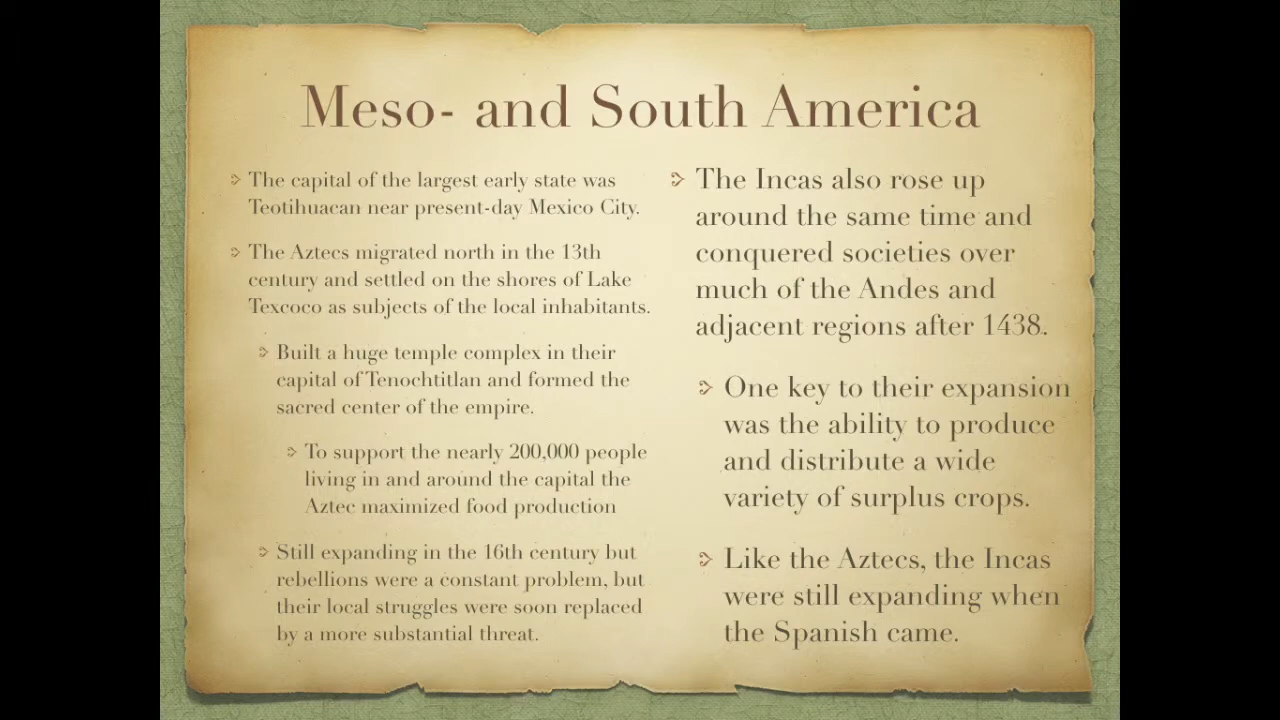 Meso- and South America
The capital of the largest early state was
Teotihuacan near present-day Mexico City.
The Aztecs migrated north in the 13th
century and settled on the shores of Lake
Texcoco as subjects of the local inhabitants.
Built a huge temple complex in their
capital of Tenochtitlan and formed the
sacred center of the empire.
To support the nearly 200,000 people
living in and around the capital the
Aztec maximized food production
Still expanding in the 16th century but
rebellions were a constant problem, but
their local struggles were soon replaced
by a more substantial threat.
The Incas also rose up
around the same time and
conquered societies over
much of the Andes and
adjacent regions after 1438.
One key to their expansion
was the ability to produce
and distribute a wide
variety of surplus crops.
Like the Aztecs, the Incas
were still expanding when
the Spanish came.